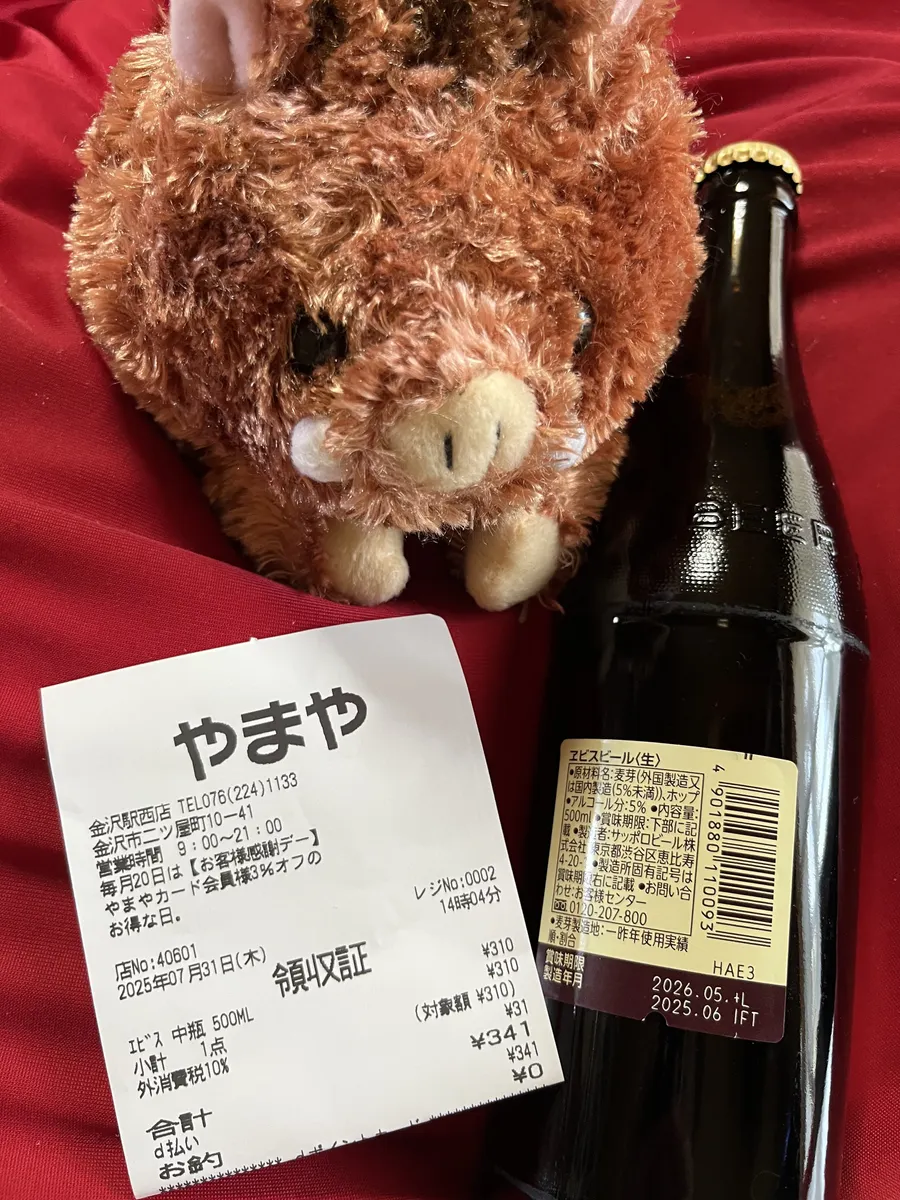 やまや
金沢駅西店 TEL076(224)1133
金沢市二ツ屋町10-41
営業時間 9:00～21:00
毎月20日は【お客様感謝デー】
やまやカード会員様3%オフの
お得な日。
レジNo:0002
14時04分
店No:40601
2025年07月31日(木)
領収証
ｴﾋﾞｽ 中瓶 500ML ¥310
小計 1点 ¥310
(対象額 ¥310)
外消費税10% ¥31
合計 ¥341
d払い ¥341
お釣 ¥0
ヱビスビール〈生〉
●原材料名:麦芽(外国製造又
は国内製造(5%未満))、ホップ
●アルコール分:5% ●内容量:
500ml ●賞味期限:下部に記
載 ●製造者:サッポロビール株
式会社 東京都渋谷区恵比寿
4-20-1 ●製造所固有記号は
賞味期限右に記載 ●お問い合
わせ:お客様センター
0120-207-800
●麦芽製造地:一昨年使用実績
順・割合
4 901880 110093
HAE3
賞味期限 2026.05.+L
製造年月 2025.06 IFT